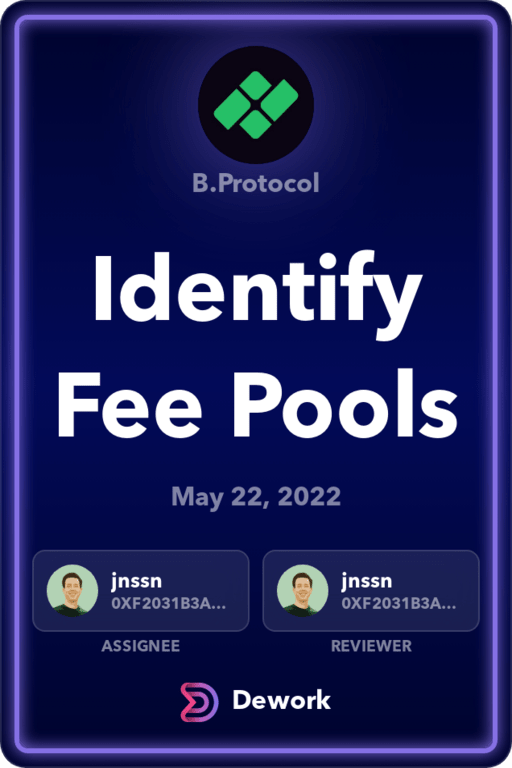 B.Protocol
Identify
Fee Pools
May 22, 2022
jnssn
0XF2031B3A...
jnssn
0XF2031B3A...
ASSIGNEE
REVIEWER
Dework